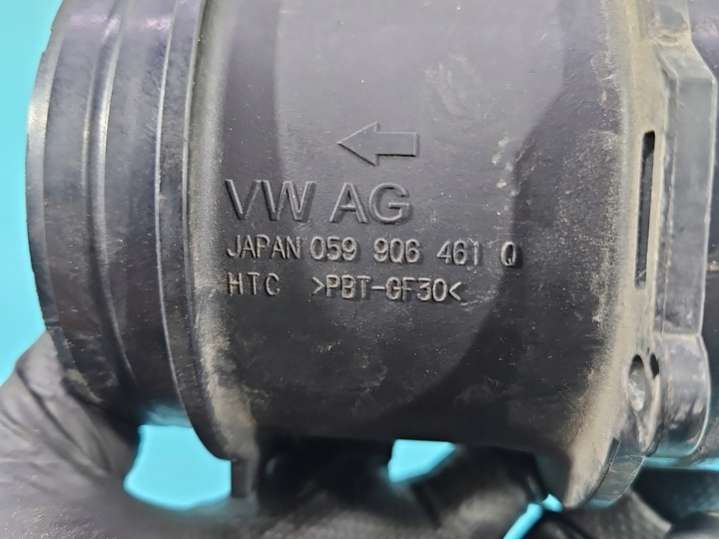 VW AG
JAPAN 059 906 461 Q
HTC >PBT-GF30<